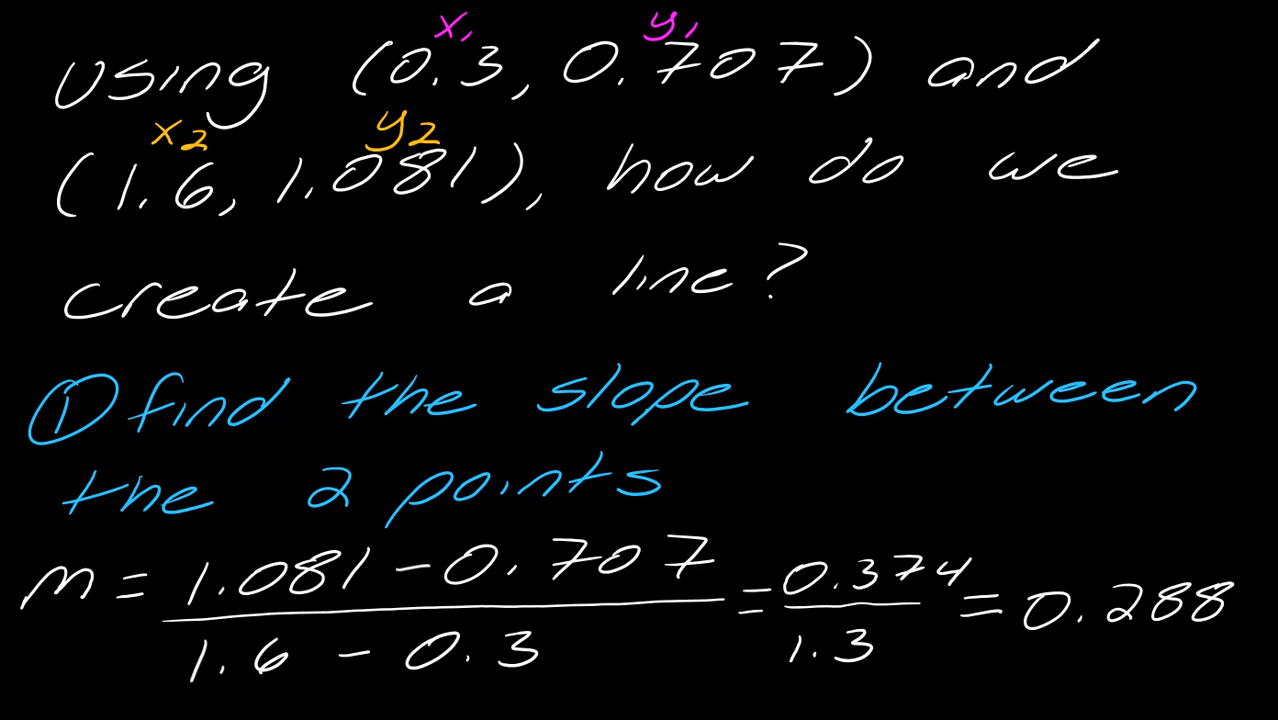 x₁ y₁
Using (0.3, 0.707) and
x₂ y₂
(1.6, 1.081), how do we
create a line?
① find the slope between
the 2 points
m = 1.081 - 0.707 / 1.6 - 0.3 = 0.374 / 1.3 = 0.288